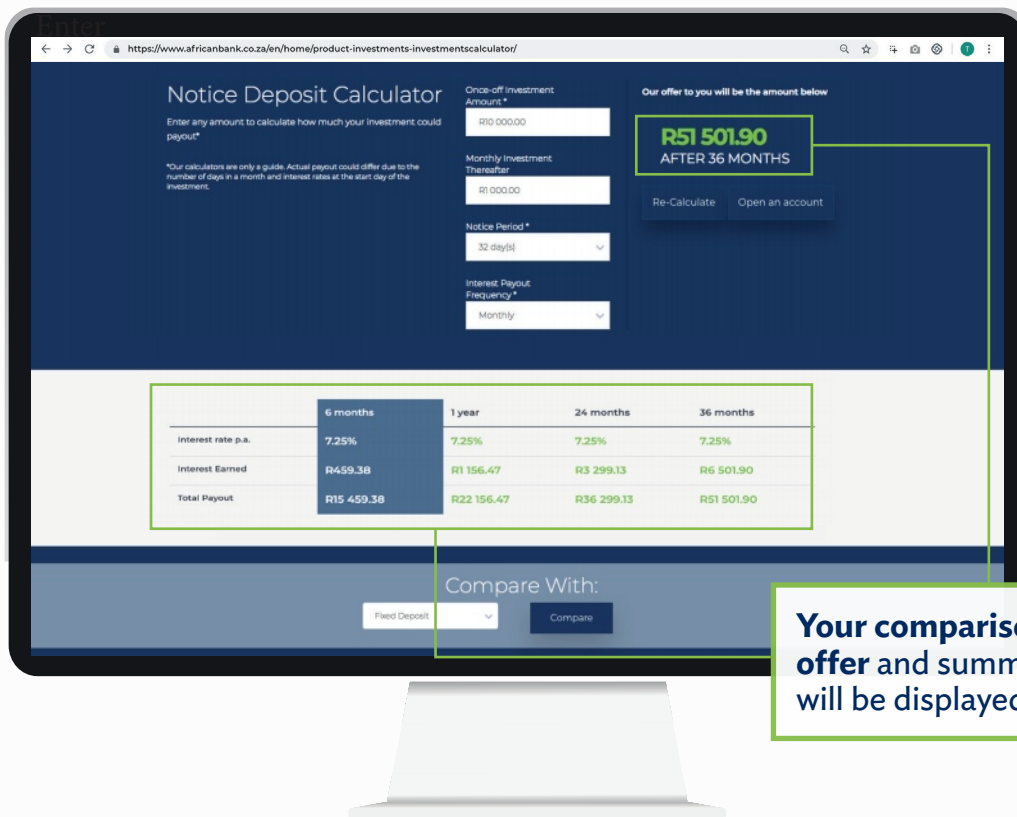 Enter
https://www.africanbank.co.za/en/home/product-investments-investmentscalculator/
Notice Deposit Calculator
Enter any amount to calculate how much your investment could
payout*
*Our calculators are only a guide. Actual payout could differ due to the
number of days in a month and interest rates at the start day of the
investment.
Once-off Investment
Amount *
R10 000.00
Monthly Investment
Thereafter
R1 000.00
Notice Period *
32 day(s)
Interest Payout
Frequency *
Monthly
Our offer to you will be the amount below
R51 501.90
AFTER 36 MONTHS
Re-Calculate Open an account
6 months 1 year 24 months 36 months
Interest rate p.a. 7.25% 7.25% 7.25% 7.25%
Interest Earned R459.38 R1 156.47 R3 299.13 R6 501.90
Total Payout R15 459.38 R22 156.47 R36 299.13 R51 501.90
Compare With:
Fixed Deposit Compare
Your comparis
offer and summ
will be displayed